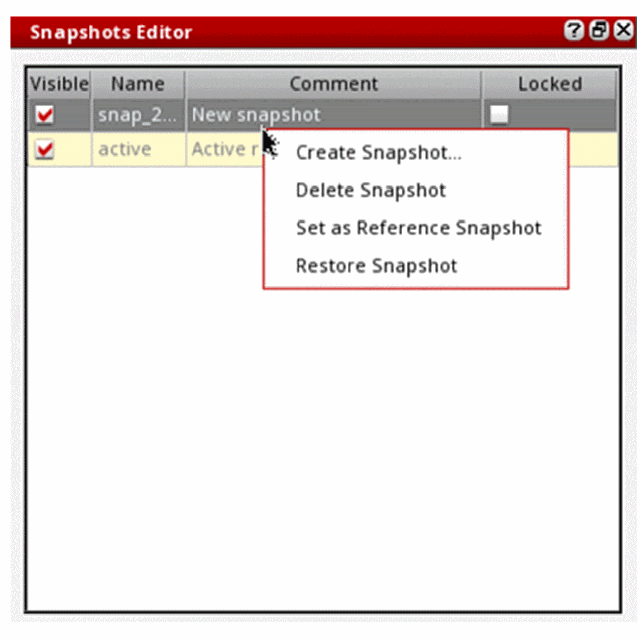 Snapshots Editor
Visible Name Comment Locked
snap_2... New snapshot
active Active r
Create Snapshot...
Delete Snapshot
Set as Reference Snapshot
Restore Snapshot